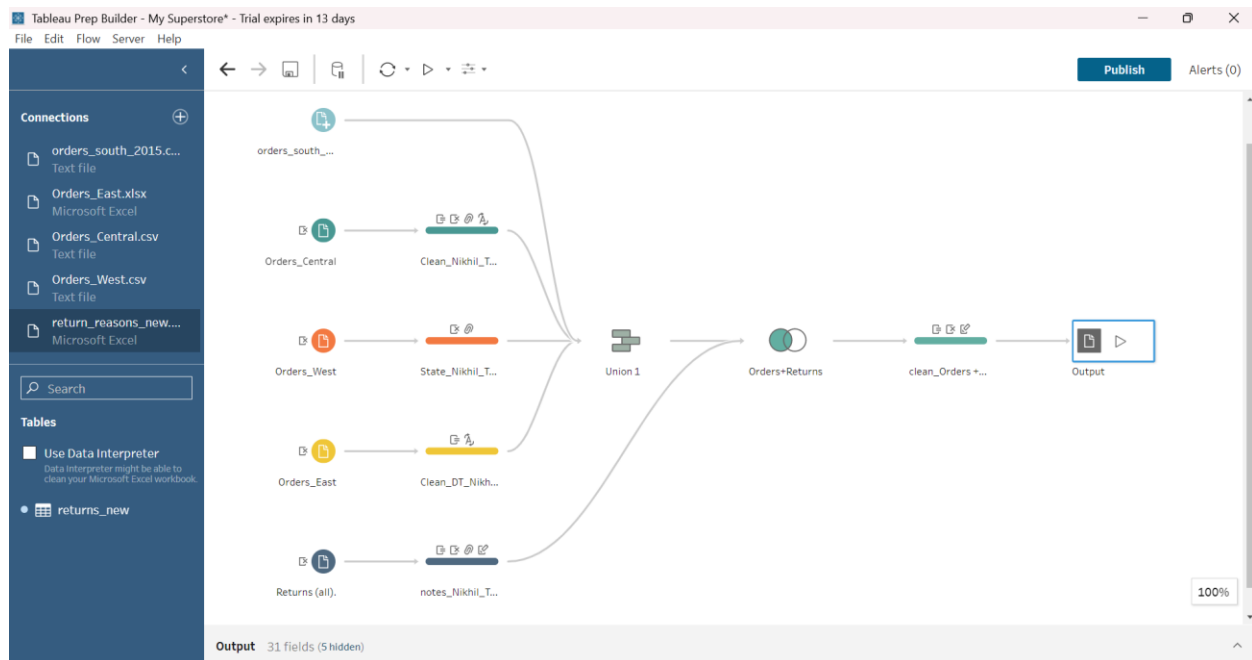 Tableau Prep Builder - My Superstore* - Trial expires in 13 days
File Edit Flow Server Help
Publish
Alerts (0)
Connections
orders_south_2015.c...
Text file
Orders_East.xlsx
Microsoft Excel
Orders_Central.csv
Text file
Orders_West.csv
Text file
return_reasons_new....
Microsoft Excel
Search
Tables
Use Data Interpreter
Data Interpreter might be able to
clean your Microsoft Excel workbook.
returns_new
orders_south_...
Orders_Central
Clean_Nikhil_T...
Orders_West
State_Nikhil_T...
Union 1
Orders+Returns
clean_Orders +...
Output
Orders_East
Clean_DT_Nikh...
Returns (all).
notes_Nikhil_T...
100%
Output 31 fields (5 hidden)